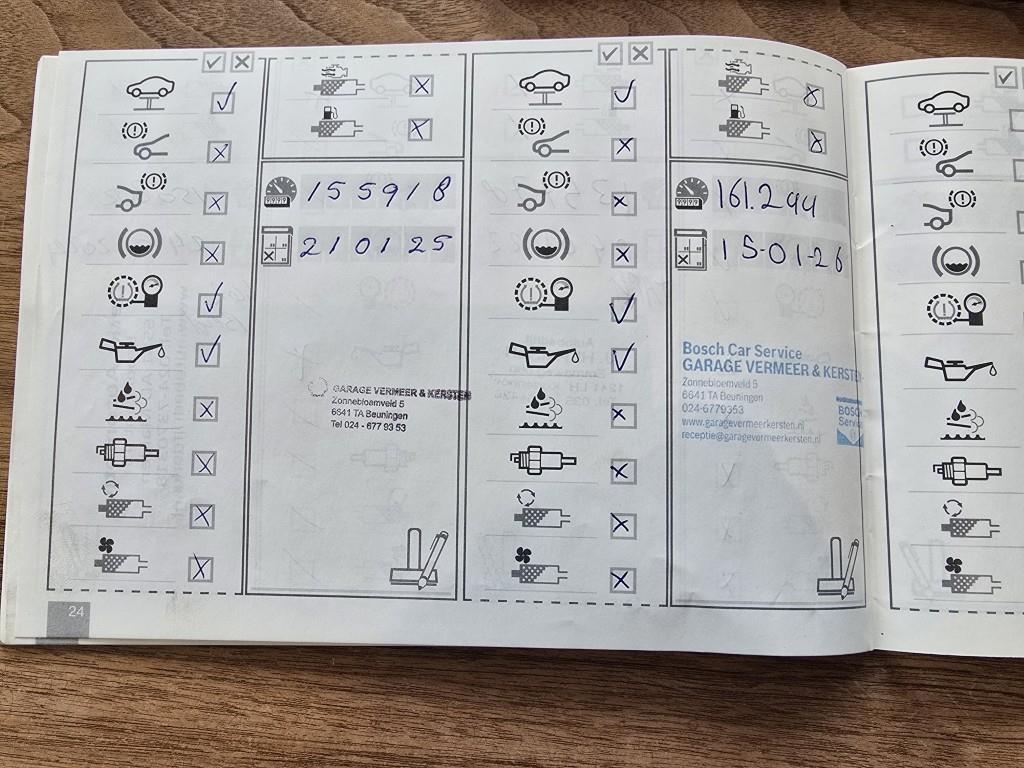 155918
210125
GARAGE VERMEER & KERSTEN
Zonnebloemveld 5
6641 TA Beuningen
Tel 024 - 677 93 53
24
161.294
15-01-26
Bosch Car Service
GARAGE VERMEER & KERSTEN
Zonnebloemveld 5
6641 TA Beuningen
024-6779353
www.garagevermeerkersten.nl
receptie@garagevermeerkersten.nl
BOSCH
Service